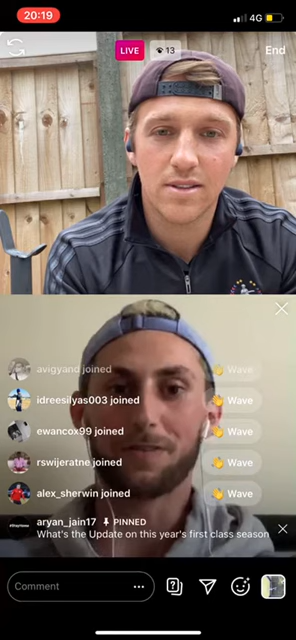 20:19
4G
LIVE
13
End
avigyand joined
Wave
idreesilyas003 joined
Wave
ewancox99 joined
Wave
rswijeratne joined
Wave
alex_sherwin joined
Wave
aryan_jain17 PINNED
What's the Update on this year's first class season
Comment